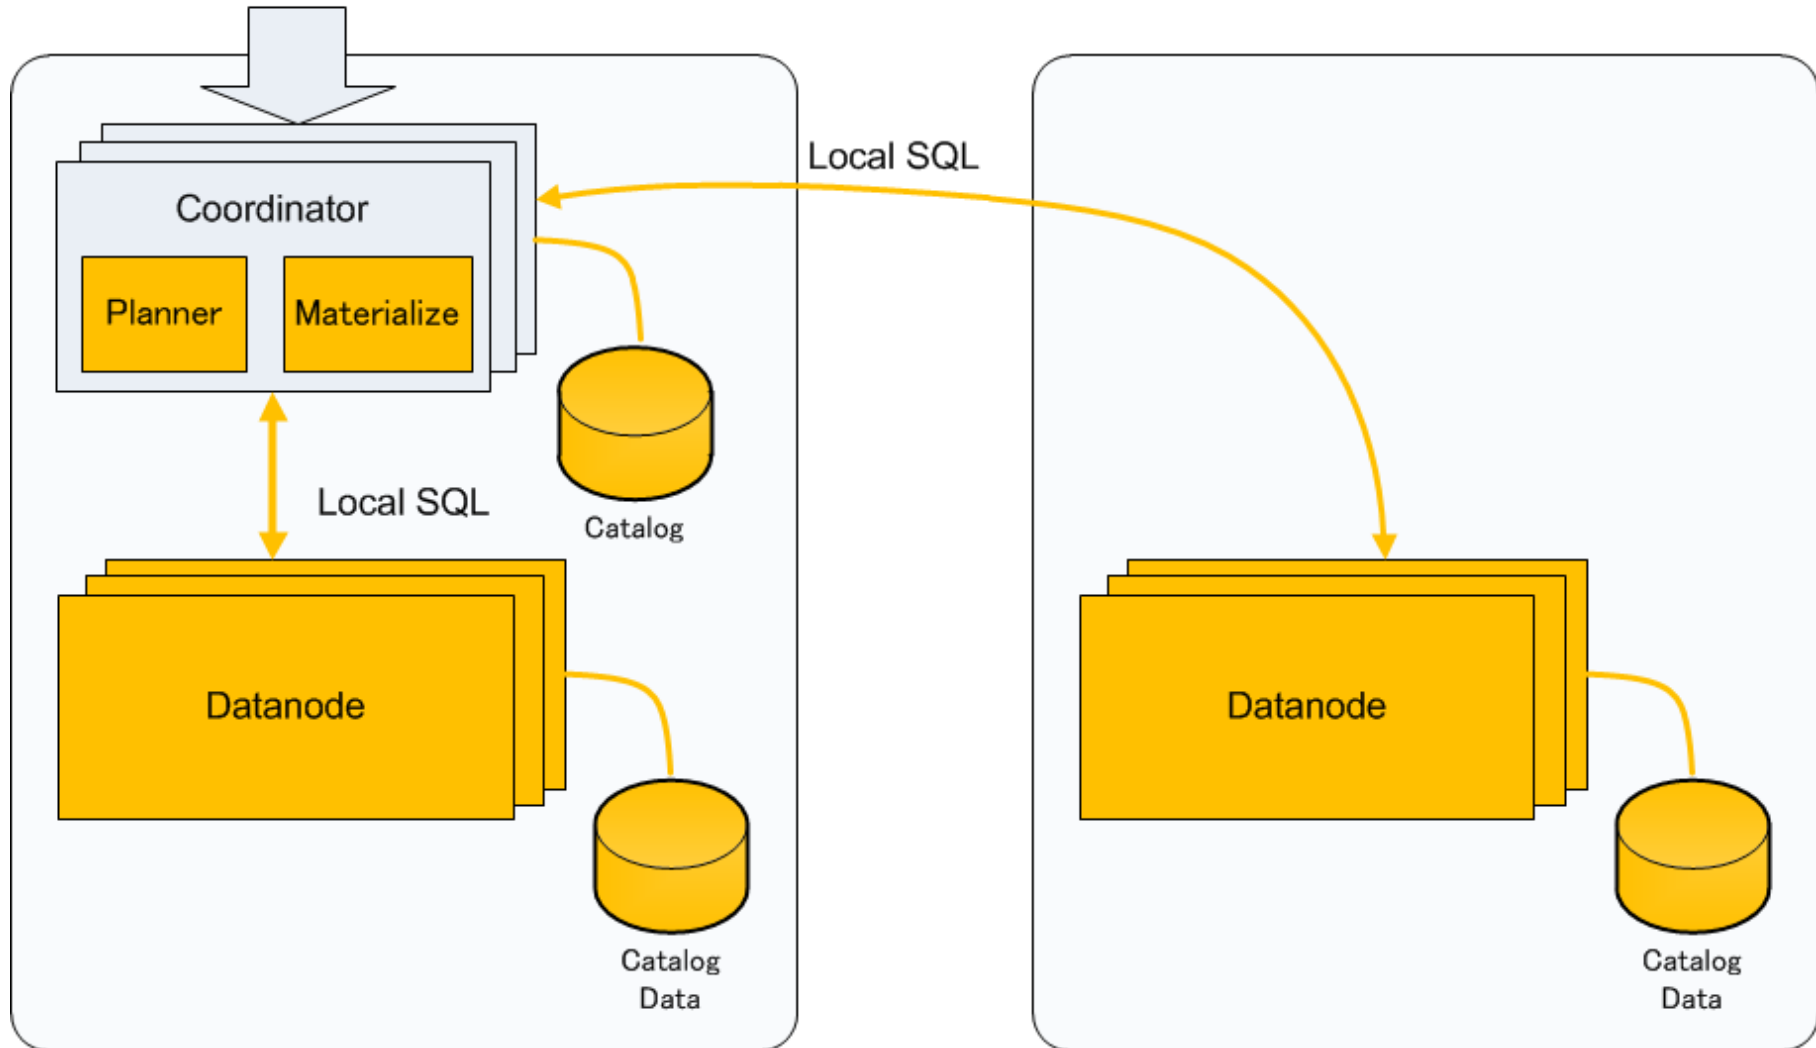 Local SQL
Coordinator
Planner
Materialize
Local SQL
Catalog
Datanode
Datanode
Catalog
Data
Catalog
Data